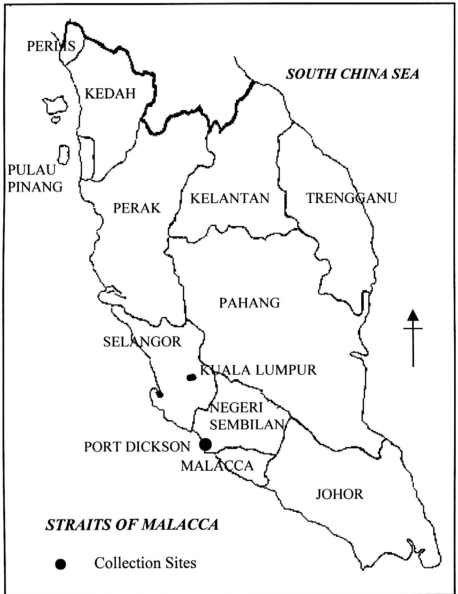 PERLIS
SOUTH CHINA SEA
KEDAH
PULAU
PINANG
PERAK
KELANTAN
TRENGGANU
PAHANG
SELANGOR
KUALA LUMPUR
NEGERI
SEMBILAN
PORT DICKSON
MALACCA
JOHOR
STRAITS OF MALACCA
Collection Sites